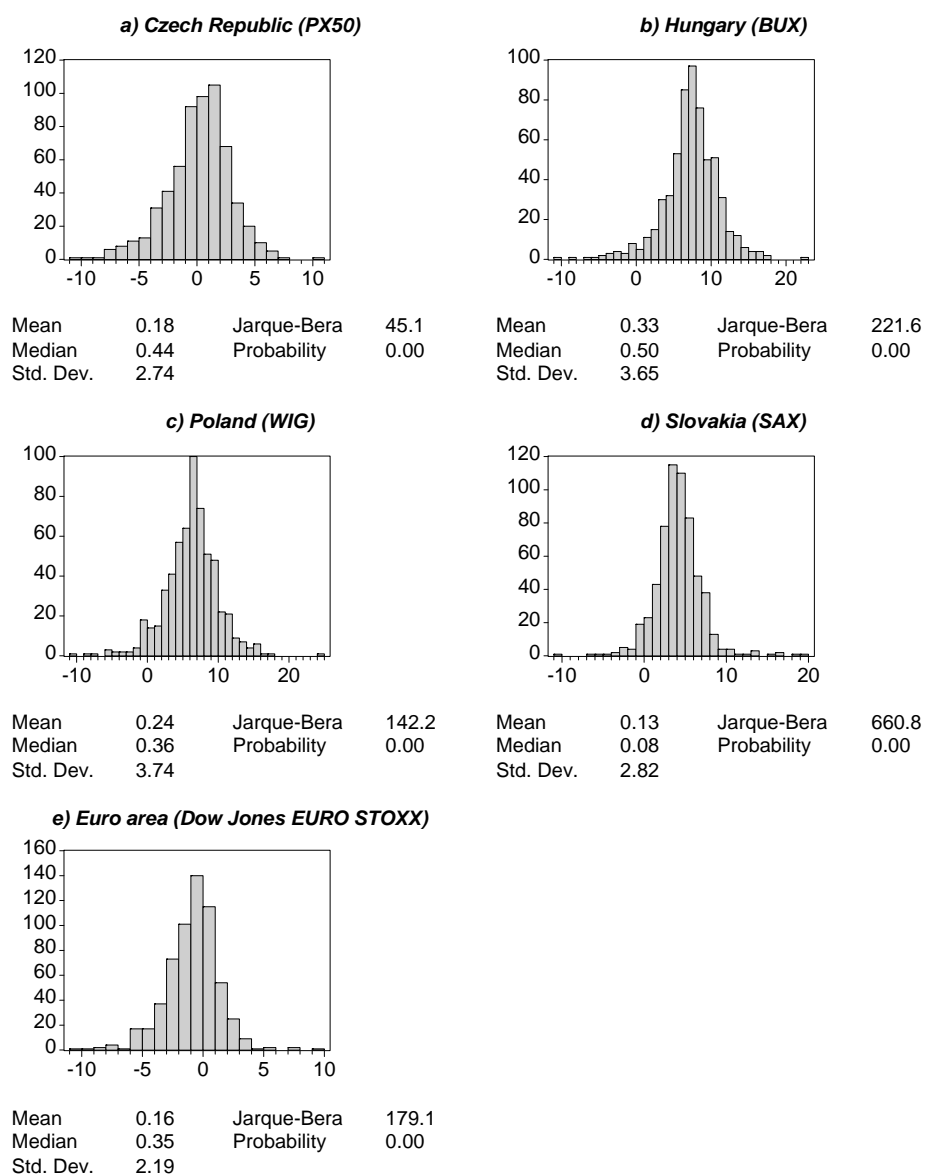 a) Czech Republic (PX50)
120
100
80
60
40
20
0
-10 -5 0 5 10
Mean 0.18 Jarque-Bera 45.1
Median 0.44 Probability 0.00
Std. Dev. 2.74
b) Hungary (BUX)
100
80
60
40
20
0
-10 0 10 20
Mean 0.33 Jarque-Bera 221.6
Median 0.50 Probability 0.00
Std. Dev. 3.65
c) Poland (WIG)
100
80
60
40
20
0
-10 0 10 20
Mean 0.24 Jarque-Bera 142.2
Median 0.36 Probability 0.00
Std. Dev. 3.74
d) Slovakia (SAX)
120
100
80
60
40
20
0
-10 0 10 20
Mean 0.13 Jarque-Bera 660.8
Median 0.08 Probability 0.00
Std. Dev. 2.82
e) Euro area (Dow Jones EURO STOXX)
160
140
120
100
80
60
40
20
0
-10 -5 0 5 10
Mean 0.16 Jarque-Bera 179.1
Median 0.35 Probability 0.00
Std. Dev. 2.19